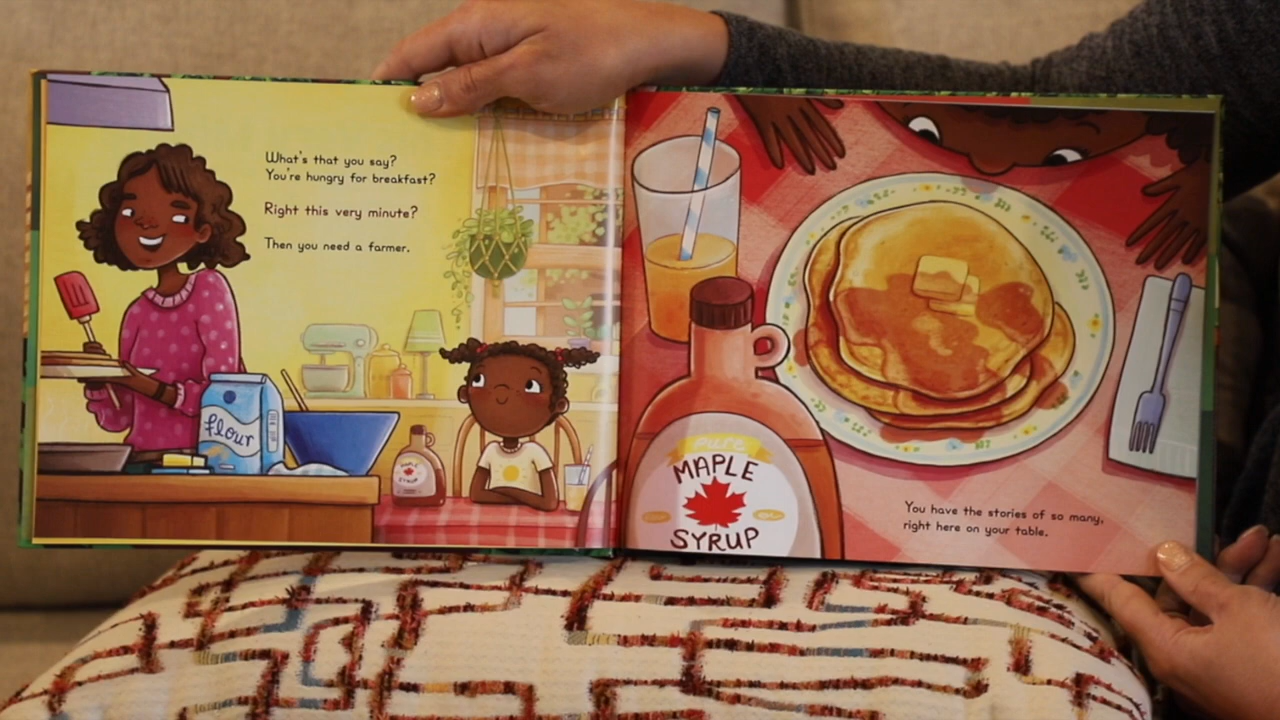 What's that you say?
You're hungry for breakfast?
Right this very minute?
Then you need a farmer.
flour
MAPLE
SYRUP
pure
MAPLE
SYRUP
You have the stories of so many,
right here on your table.